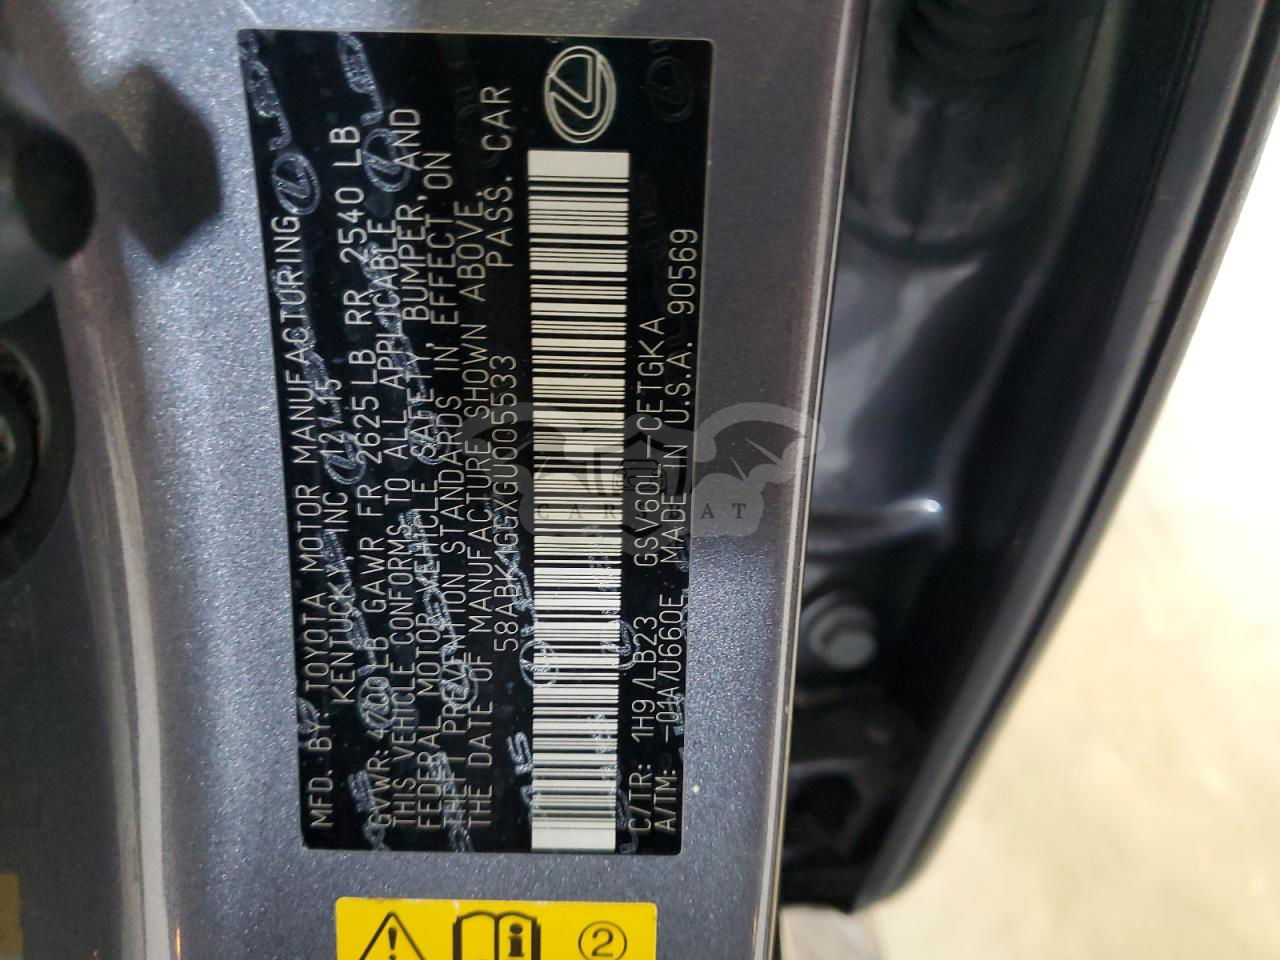 MFD. BY: TOYOTA MOTOR MANUFACTURING,
KENTUCKY, INC 12/15
GVWR: 4700 LB GAWR FR 2625 LB RR 2540 LB
THIS VEHICLE CONFORMS TO ALL APPLICABLE
FEDERAL MOTOR VEHICLE SAFETY, BUMPER, AND
THEFT PREVENTION STANDARDS IN EFFECT ON
THE DATE OF MANUFACTURE SHOWN ABOVE.
58ABK1GGXGU005533 PASS. CAR
C/TR: 1H9 /LB23 GSV60L-CETGKA
A/TM: -01A/U660E MADE IN U.S.A. 90569
2